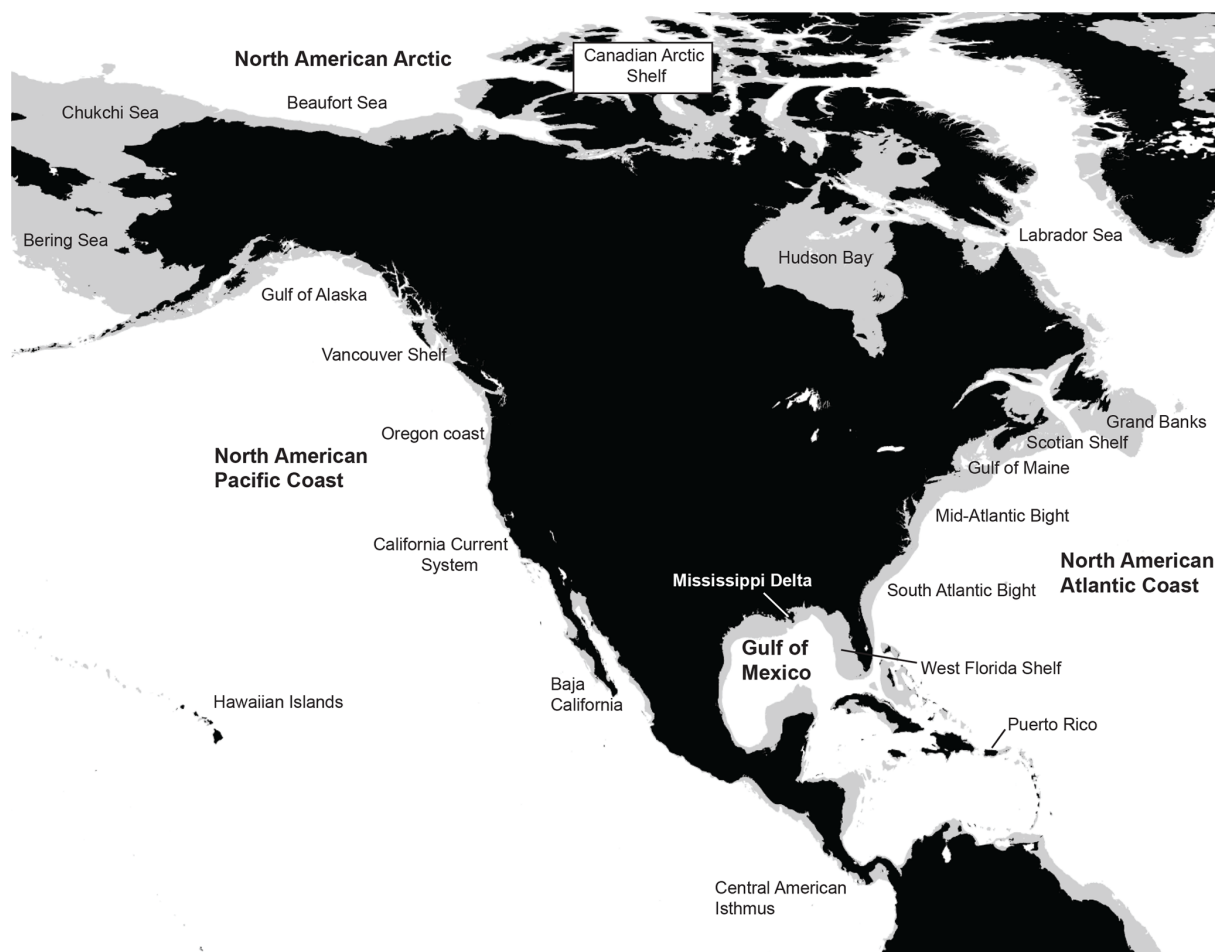 North American Arctic
Canadian Arctic
Shelf
Chukchi Sea
Beaufort Sea
Bering Sea
Labrador Sea
Hudson Bay
Gulf of Alaska
Vancouver Shelf
Oregon coast
Grand Banks
Scotian Shelf
North American
Pacific Coast
Gulf of Maine
Mid-Atlantic Bight
California Current
System
North American
Atlantic Coast
Mississippi Delta
South Atlantic Bight
Gulf of
Mexico
West Florida Shelf
Baja
California
Hawaiian Islands
Puerto Rico
Central American
Isthmus